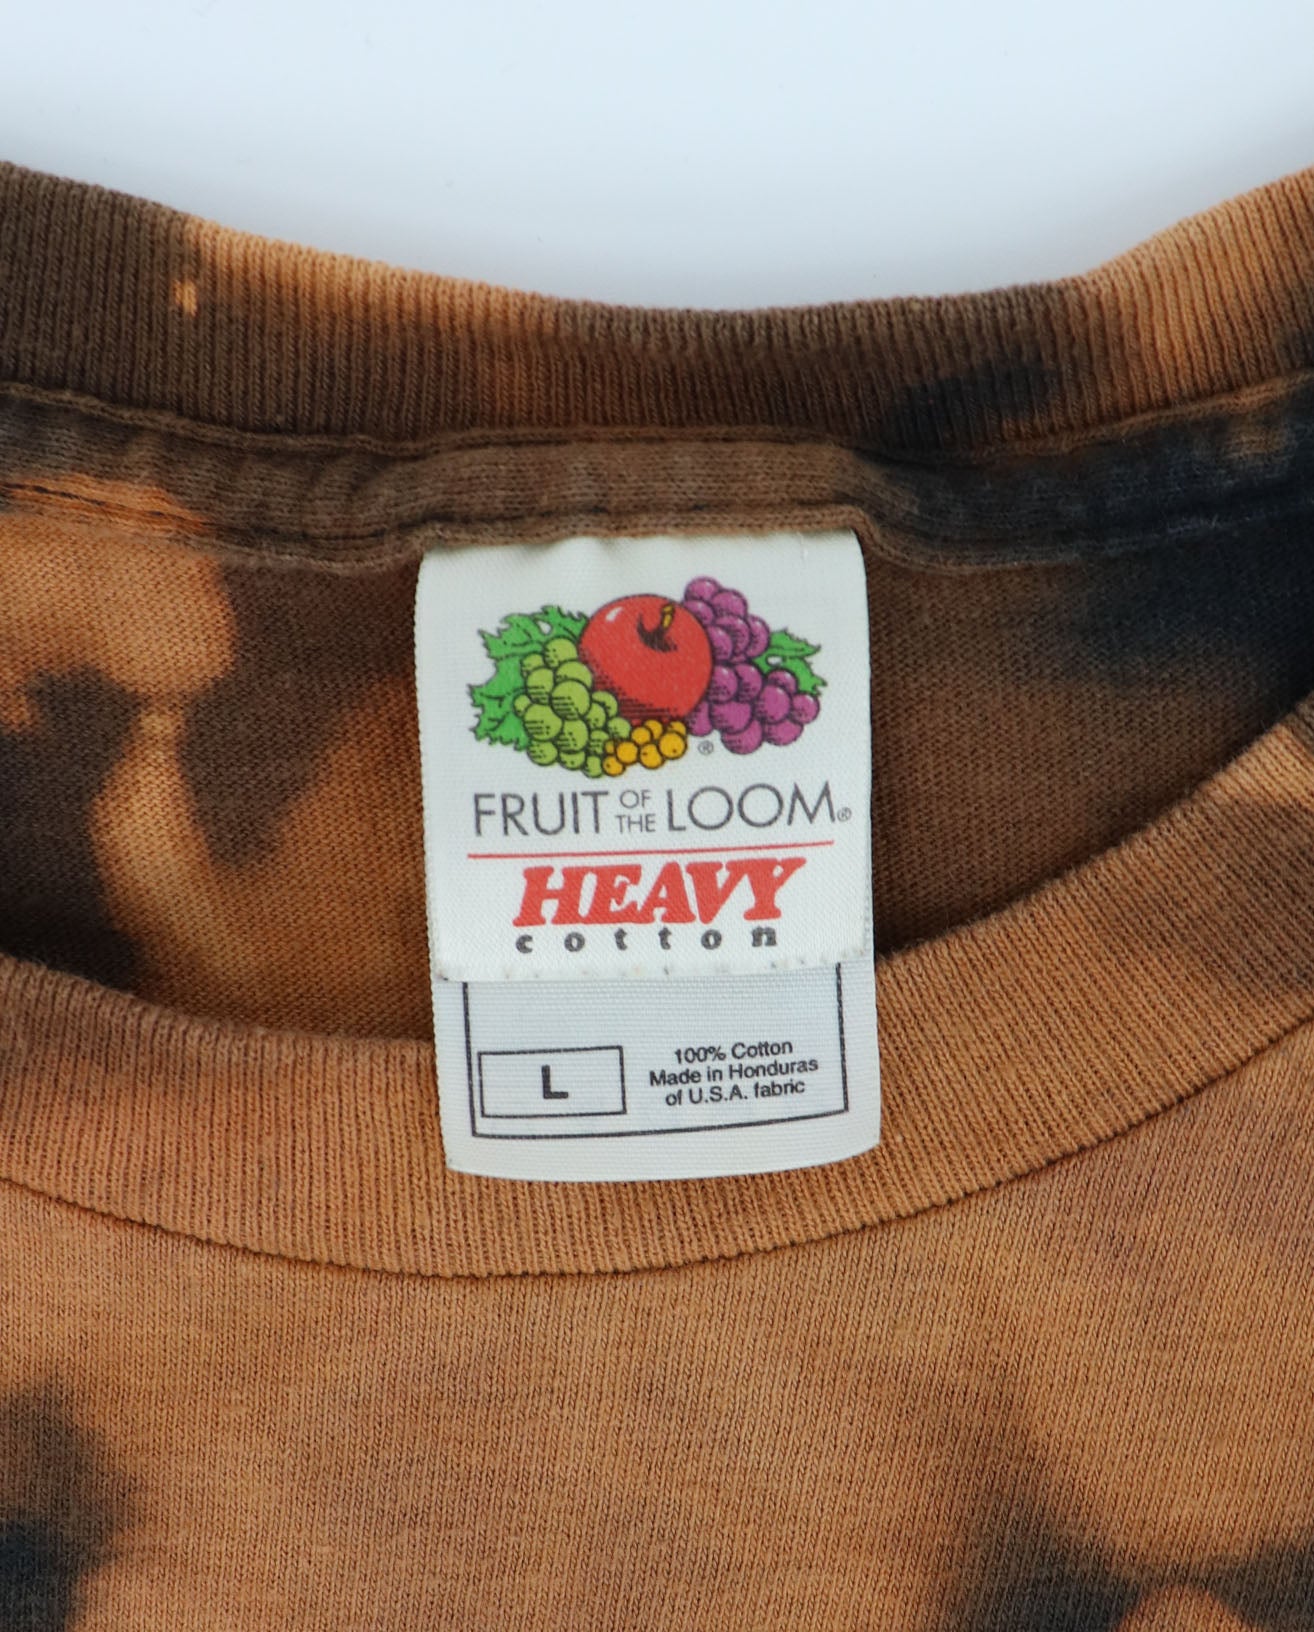 ®
FRUIT OF THE LOOM®
HEAVY
cotton
L
100% Cotton
Made in Honduras
of U.S.A. fabric